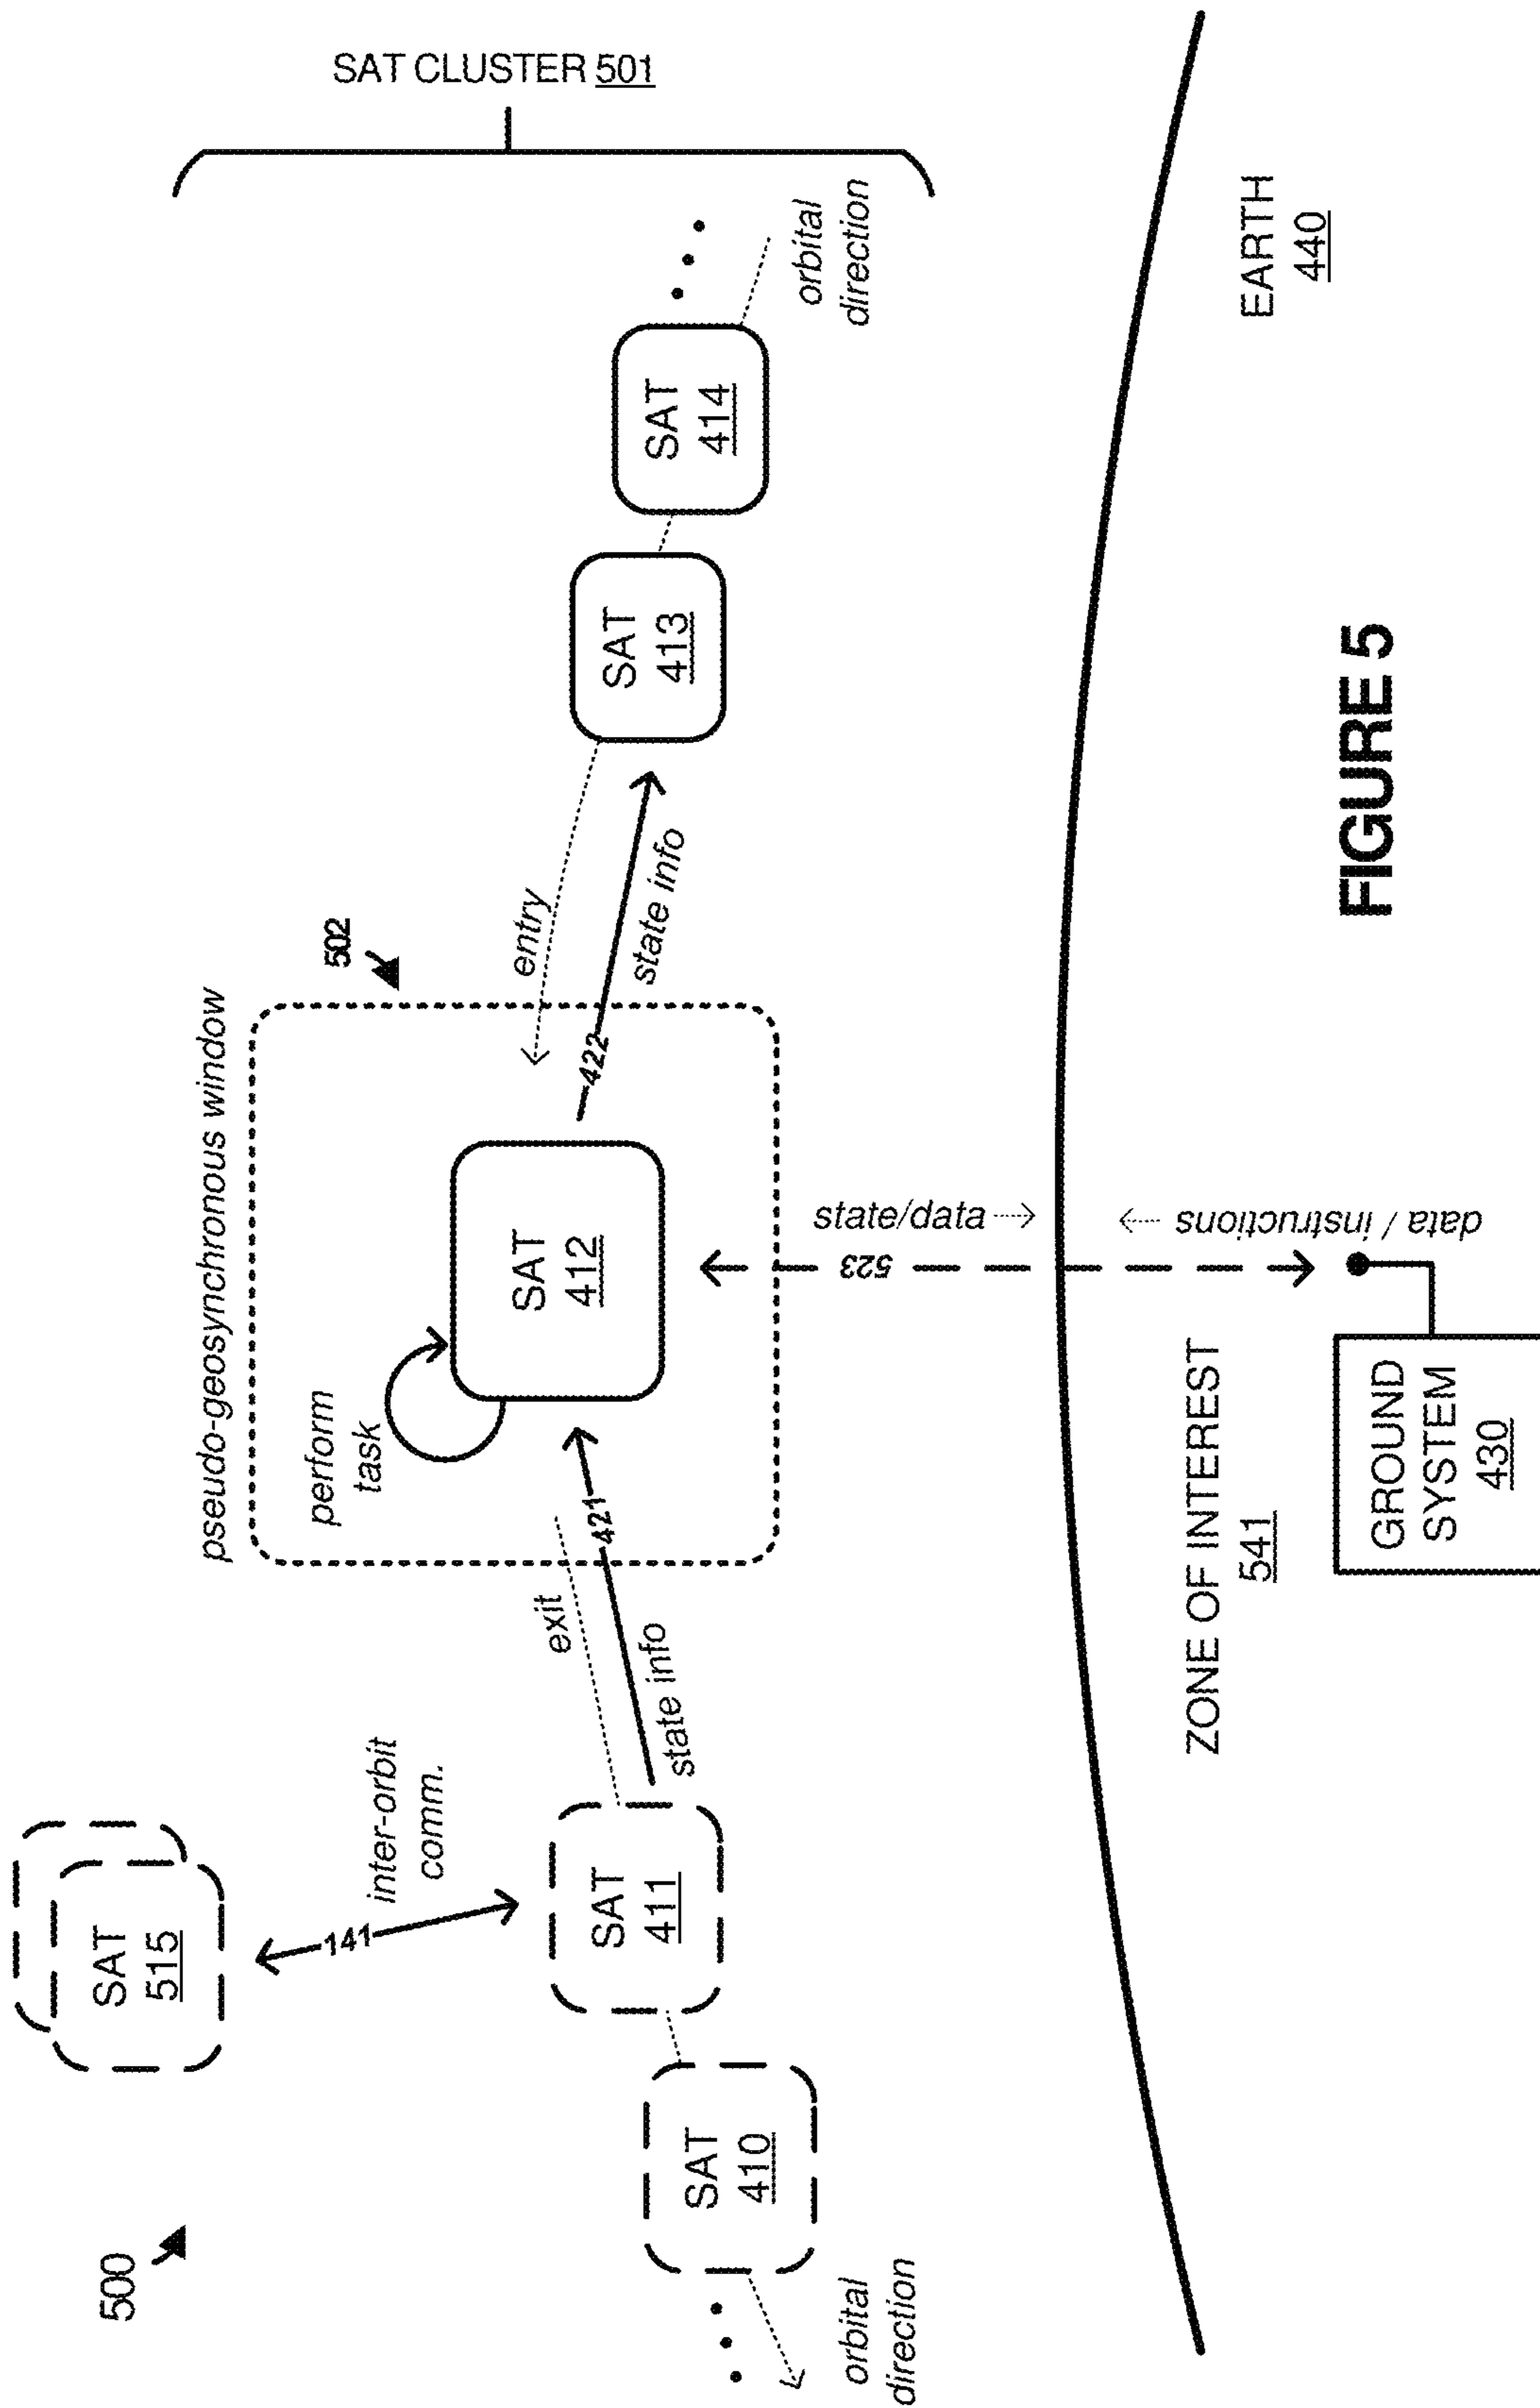 500
SAT CLUSTER 501
SAT
515
141
inter-orbit
comm.
pseudo-geosynchronous window
502
perform
task
SAT
410
SAT
411
SAT
412
SAT
413
SAT
414
exit
421
state info
entry
422
state info
orbital
direction
orbital
direction
state/data
523
data / instructions
ZONE OF INTEREST
541
EARTH
440
GROUND
SYSTEM
430
FIGURE 5